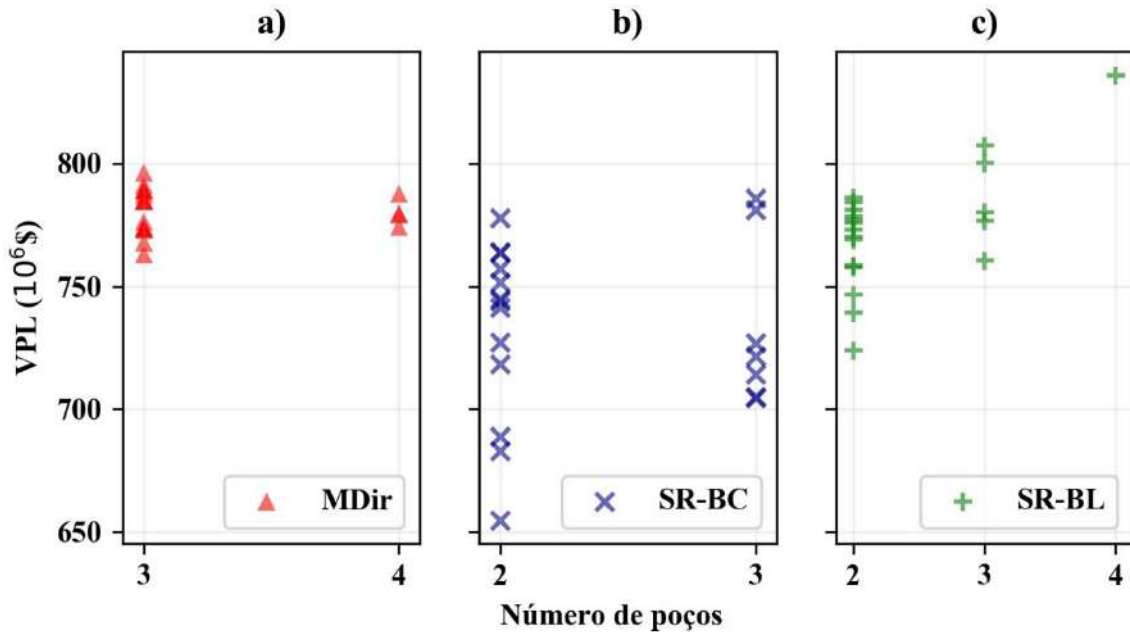 a) b) c)
VPL (10⁶$)
800
750
700
650
MDir SR-BC SR-BL
3 4 2 3 2 3 4
Número de poços